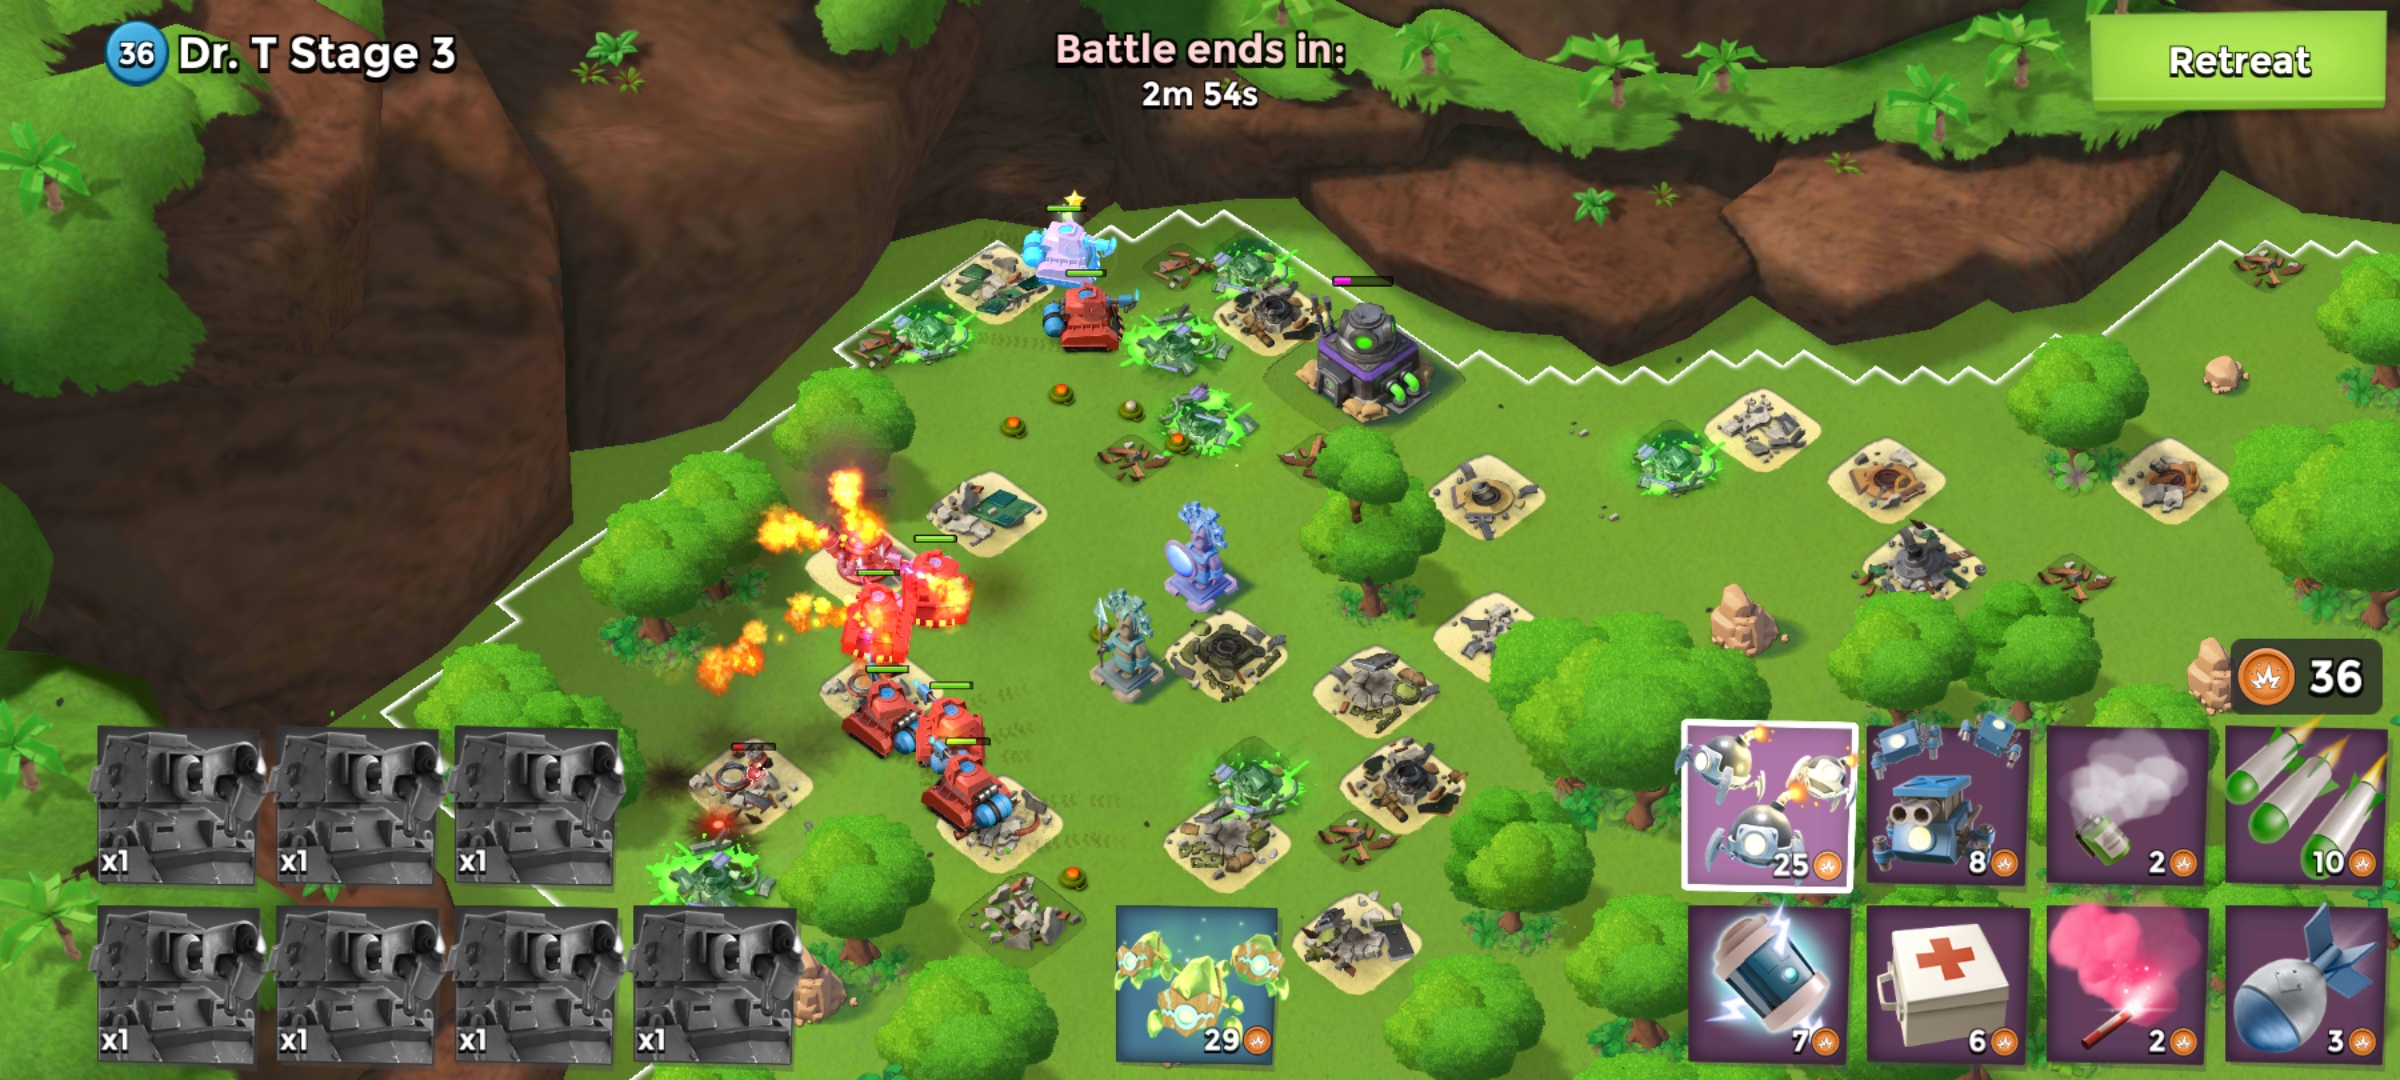 36 Dr. T Stage 3
Battle ends in:
2m 54s
Retreat
36
x1 x1 x1
25 8 2 10
x1 x1 x1 x1
29
7 6 2 3